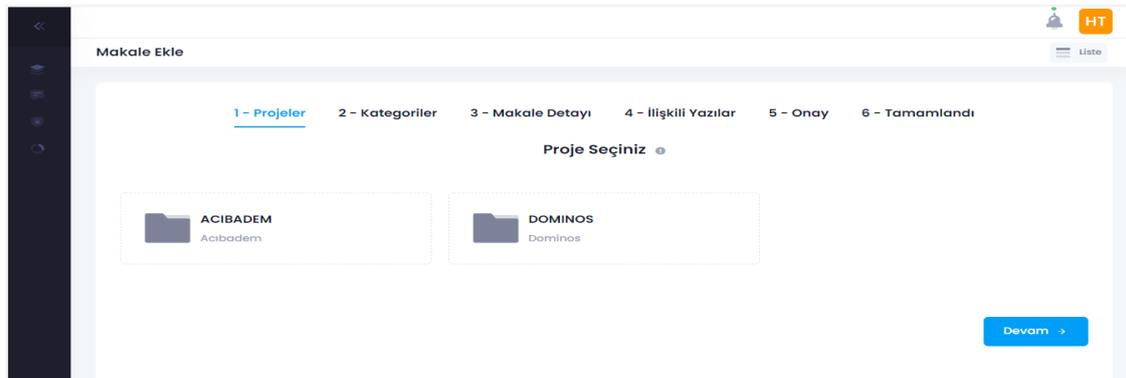 HT
Makale Ekle
Liste
1 - Projeler 2 - Kategoriler 3 - Makale Detayı 4 - İlişkili Yazılar 5 - Onay 6 - Tamamlandı
Proje Seçiniz
ACIBADEM DOMINOS
Acıbadem Dominos
Devam